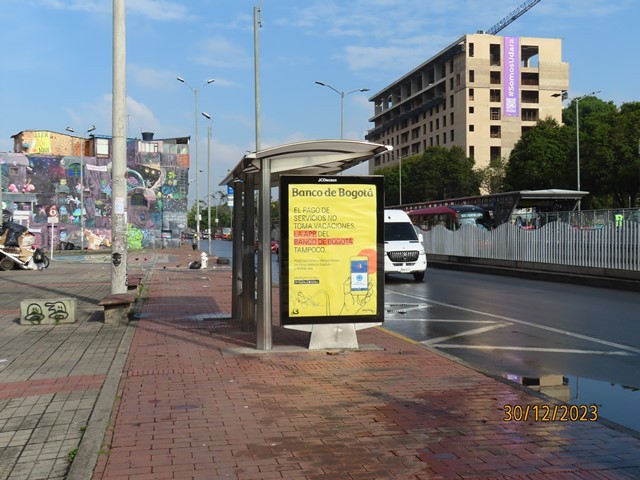 #SomosUdara
JCDecaux
Banco de Bogotá
EL PAGO DE
SERVICIOS NO
TOMA VACACIONES,
LA APP DEL
BANCO DE BOGOTÁ
TAMPOCO.
30/12/2023